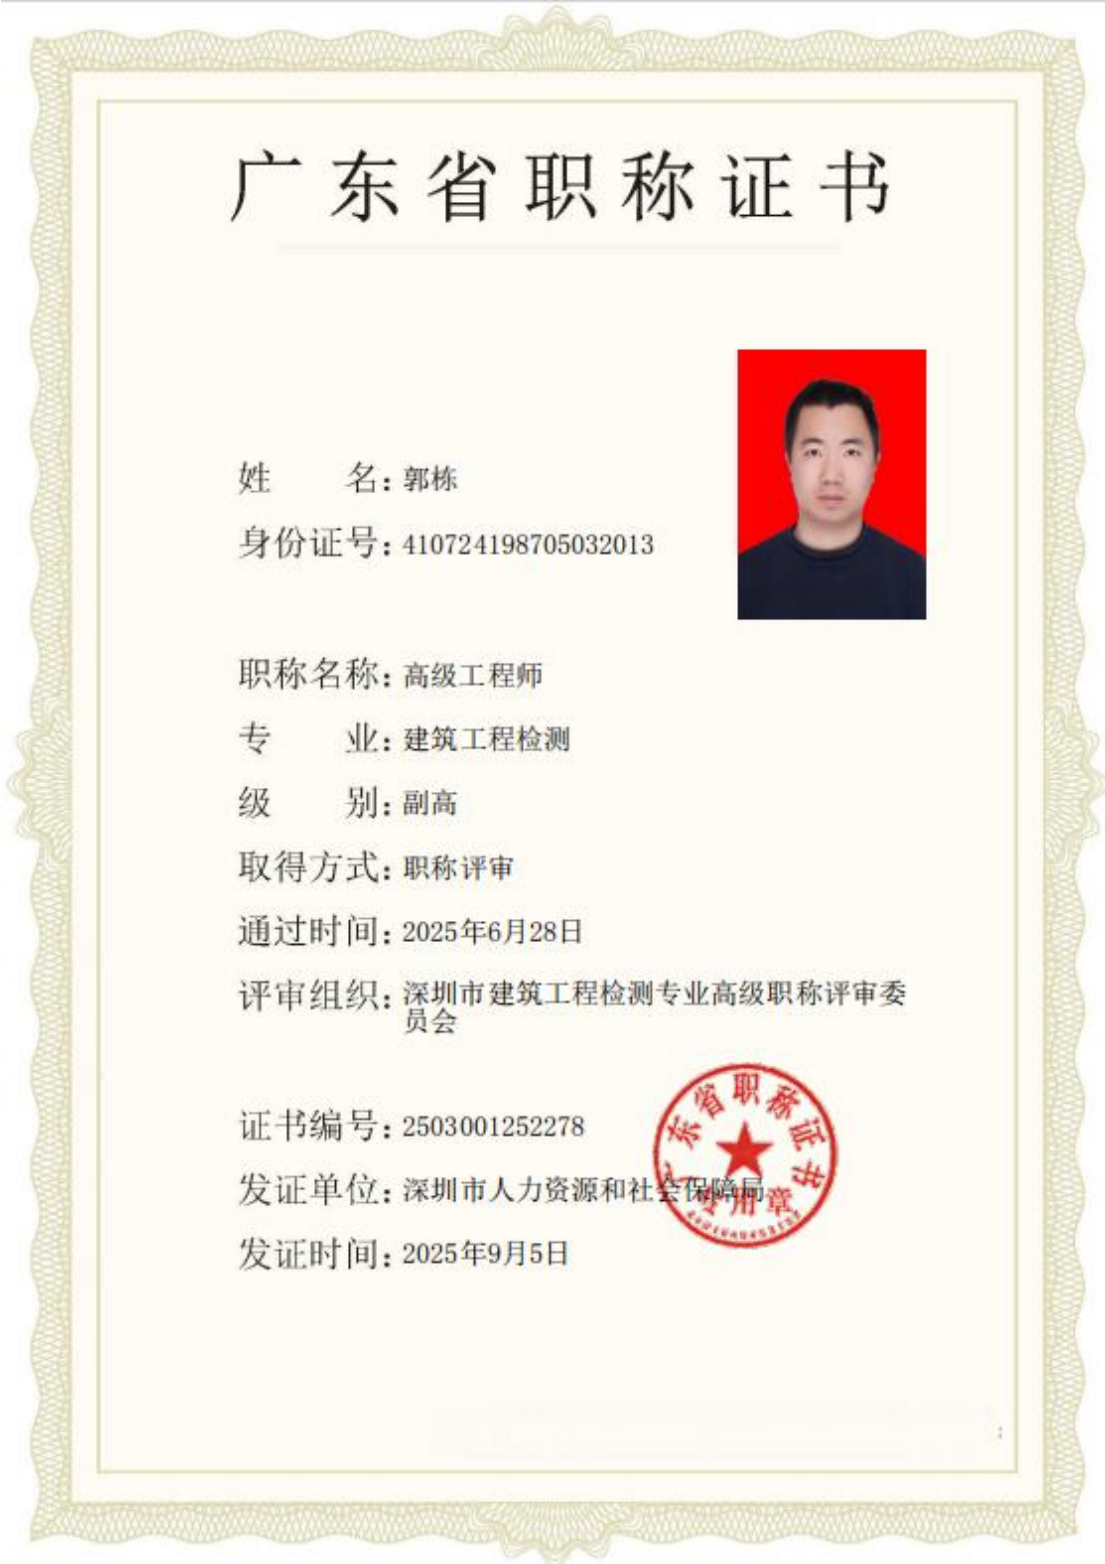 广东省职称证书
姓名：郭栋
身份证号：410724198705032013
职称名称：高级工程师
专业：建筑工程检测
级别：副高
取得方式：职称评审
通过时间：2025年6月28日
评审组织：深圳市建筑工程检测专业高级职称评审委
员会
证书编号：2503001252278
发证单位：深圳市人力资源和社会保障局
发证时间：2025年9月5日
广东省职称证书
专用章